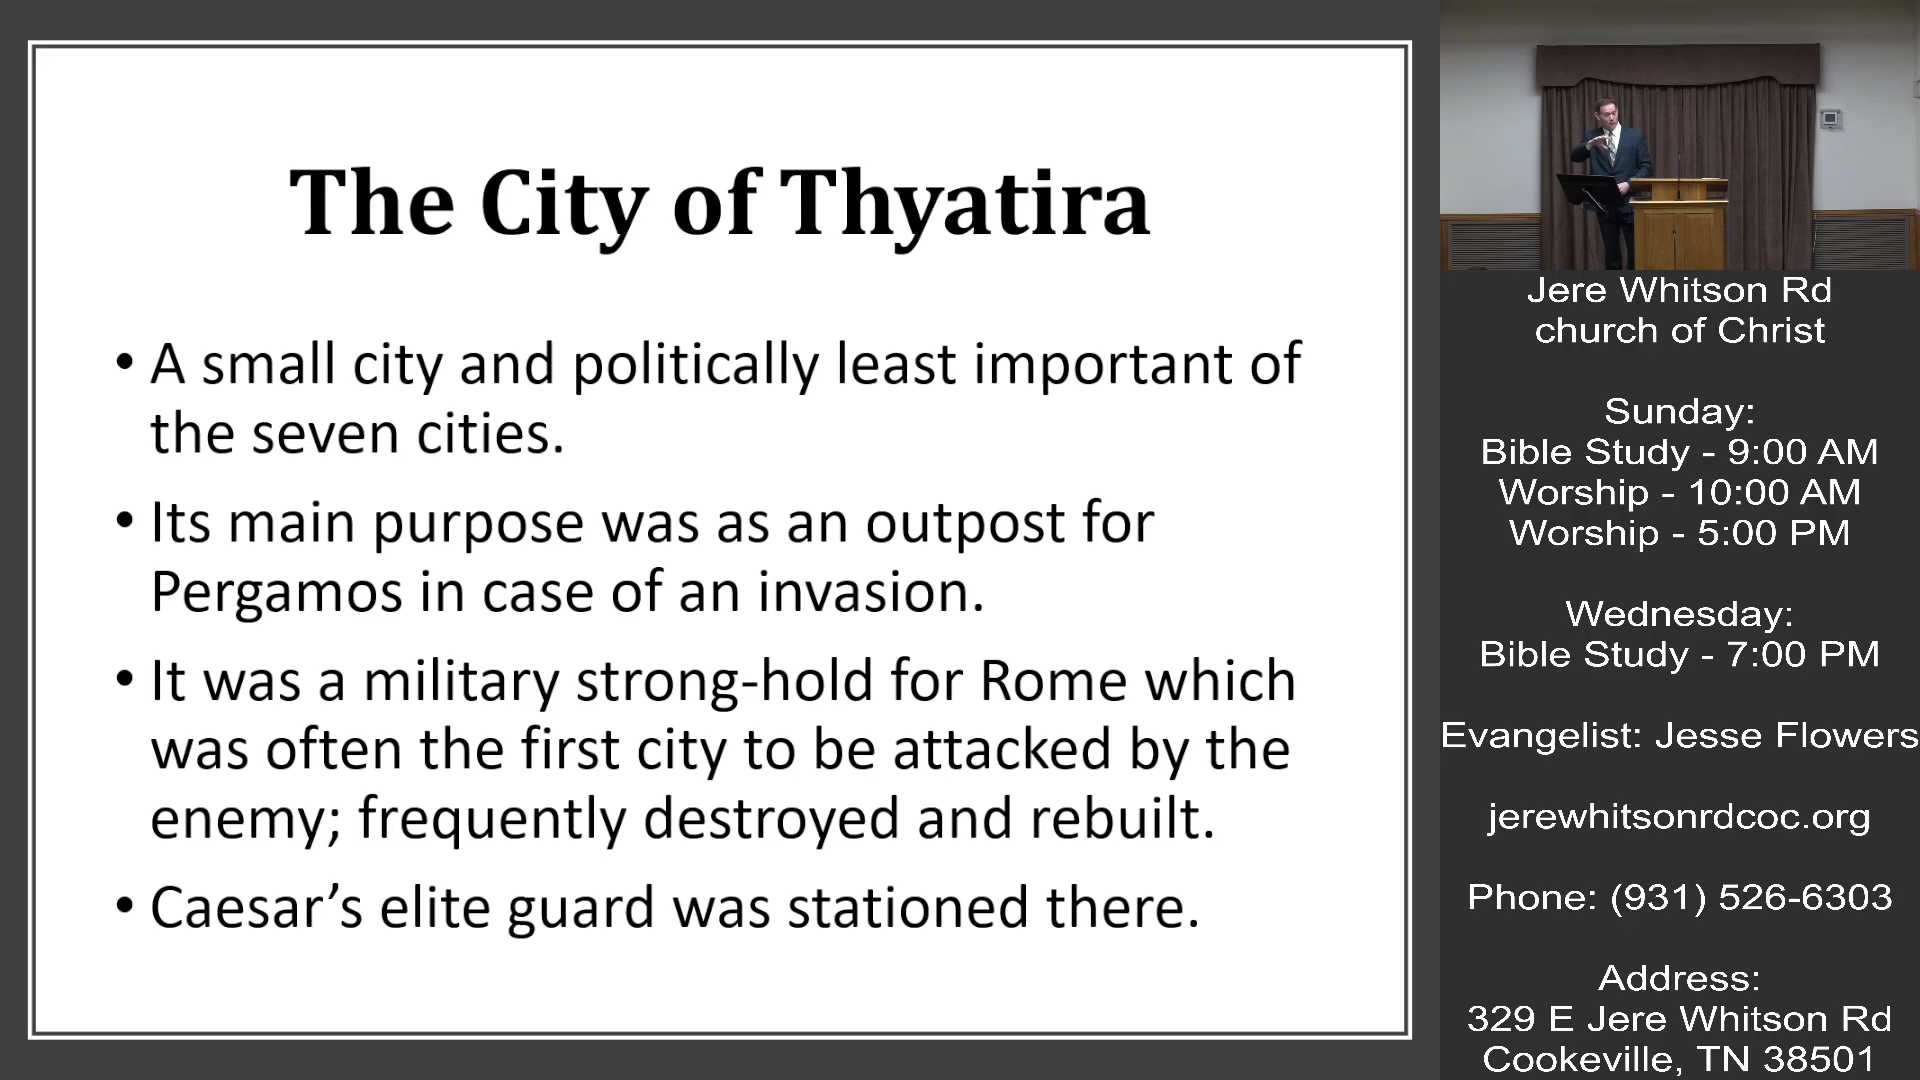 The City of Thyatira
• A small city and politically least important of
the seven cities.
• Its main purpose was as an outpost for
Pergamos in case of an invasion.
• It was a military strong-hold for Rome which
was often the first city to be attacked by the
enemy; frequently destroyed and rebuilt.
• Caesar’s elite guard was stationed there.
Jere Whitson Rd
church of Christ
Sunday:
Bible Study - 9:00 AM
Worship - 10:00 AM
Worship - 5:00 PM
Wednesday:
Bible Study - 7:00 PM
Evangelist: Jesse Flowers
jerewhitsonrdcoc.org
Phone: (931) 526-6303
Address:
329 E Jere Whitson Rd
Cookeville, TN 38501